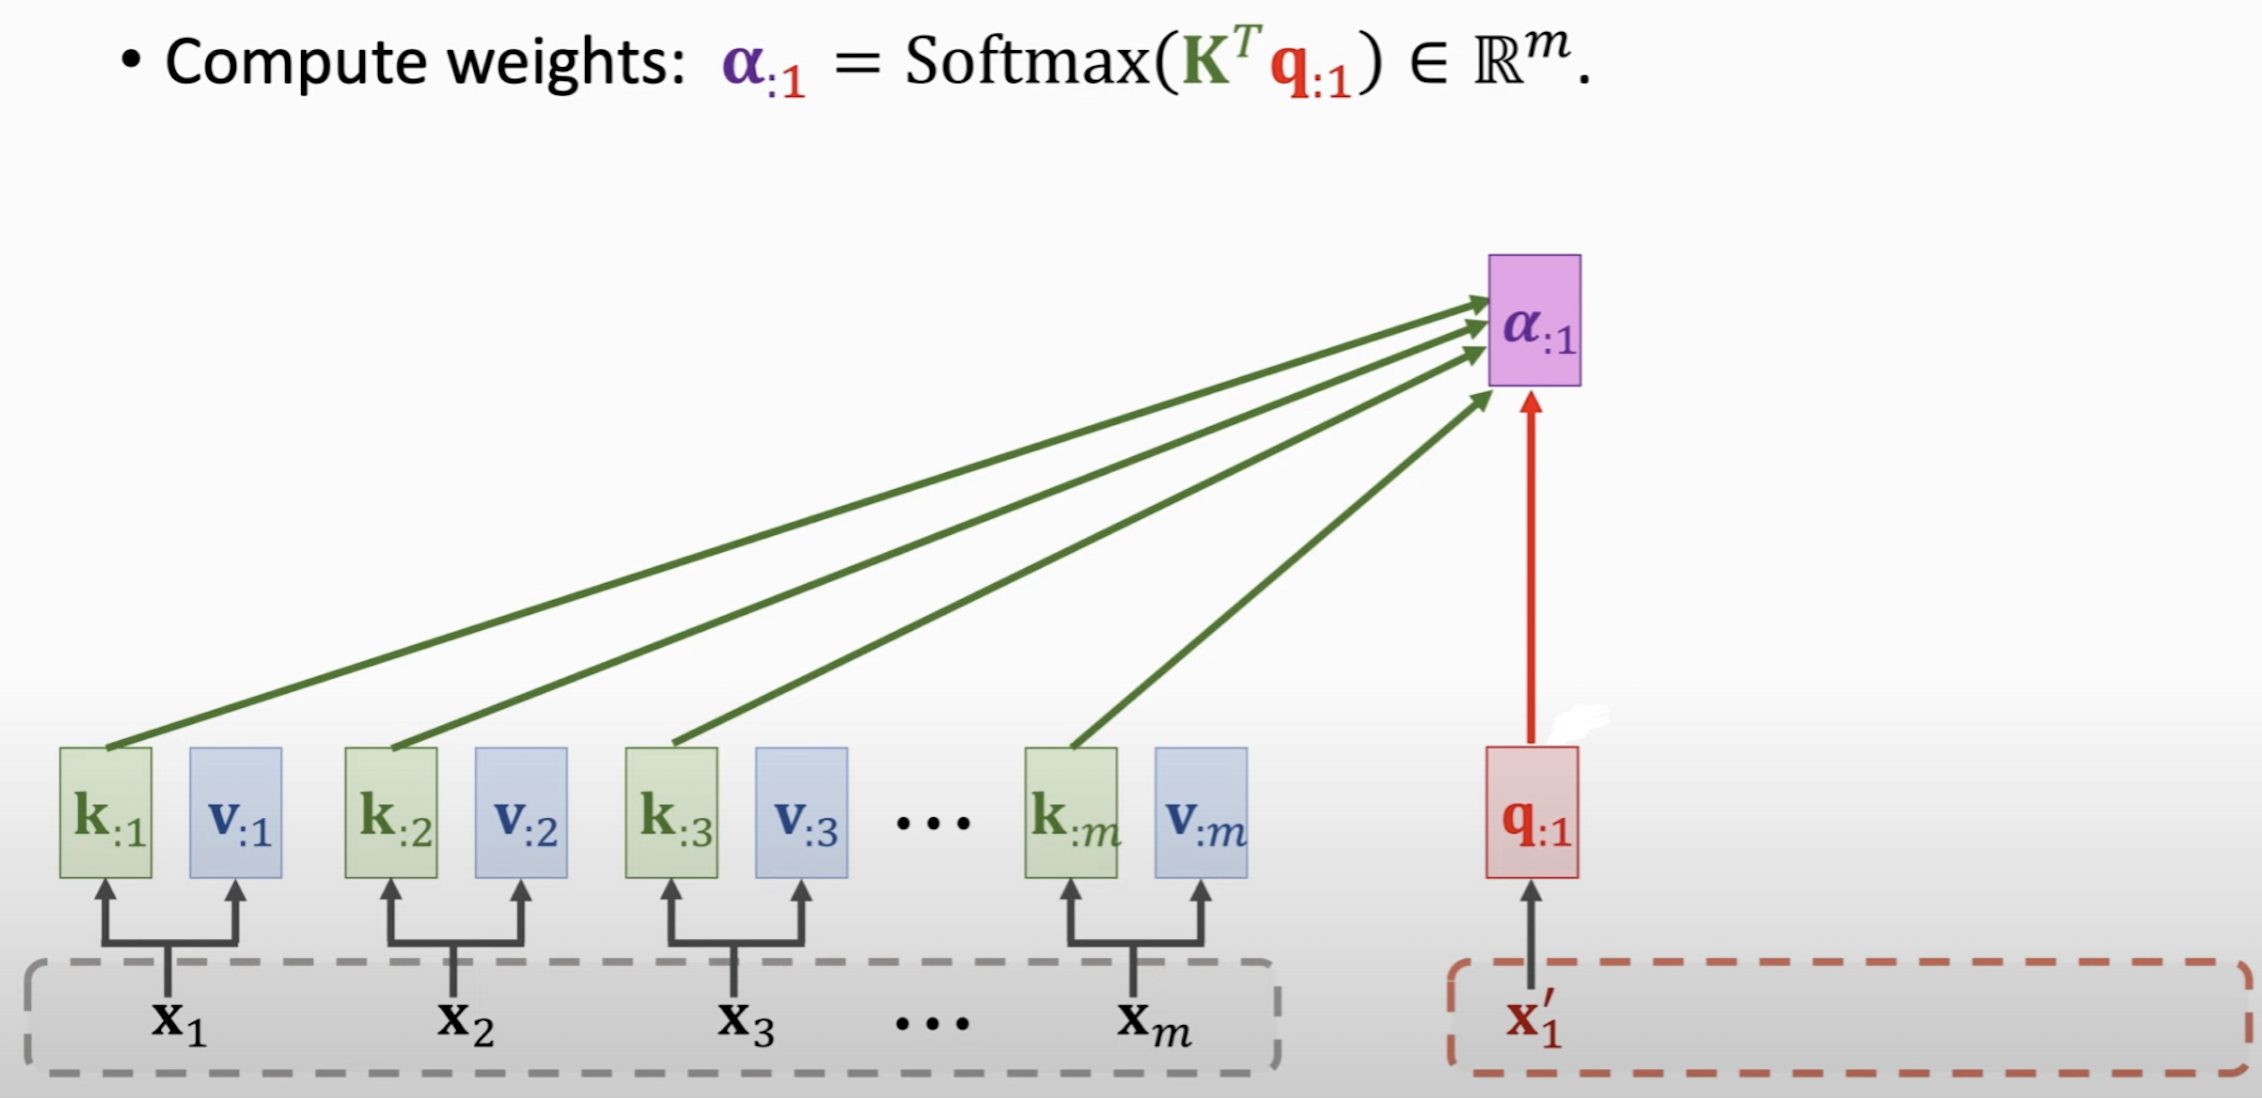 • Compute weights: α:1 = Softmax(Kᵀ q:1) ∈ ℝᵐ.
α:1
k:1 v:1 k:2 v:2 k:3 v:3 ⋯ k:m v:m q:1
x₁ x₂ x₃ ⋯ xₘ x′₁